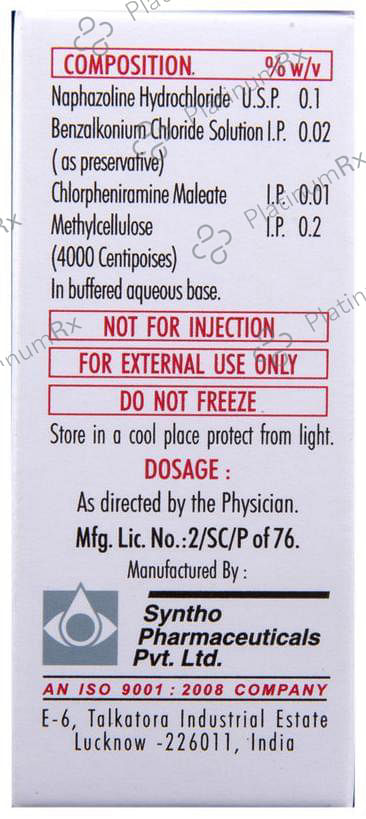 COMPOSITION. % w/v
Naphazoline Hydrochloride U.S.P. 0.1
Benzalkonium Chloride Solution I.P. 0.02
( as preservative)
Chlorpheniramine Maleate I.P. 0.01
Methylcellulose I.P. 0.2
(4000 Centipoises)
In buffered aqueous base.
NOT FOR INJECTION
FOR EXTERNAL USE ONLY
DO NOT FREEZE
Store in a cool place protect from light.
DOSAGE :
As directed by the Physician.
Mfg. Lic. No.:2/SC/P of 76.
Manufactured By :
Syntho
Pharmaceuticals
Pvt. Ltd.
AN ISO 9001 : 2008 COMPANY
E-6, Talkatora Industrial Estate
Lucknow -226011, India
PlatinumRx
PlatinumRx
PlatinumRx